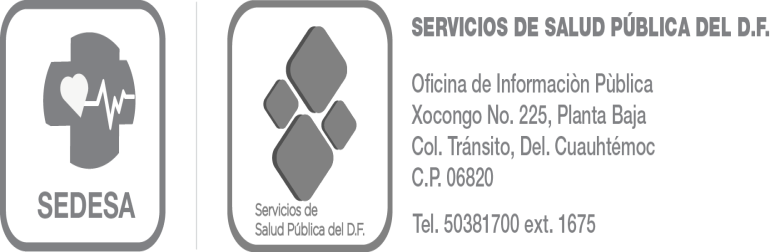 SEDESA
Servicios de
Salud Pública del D.F.
SERVICIOS DE SALUD PÚBLICA DEL D.F.
Oficina de Informaciòn Pùblica
Xocongo No. 225, Planta Baja
Col. Tránsito, Del. Cuauhtémoc
C.P. 06820
Tel. 50381700 ext. 1675